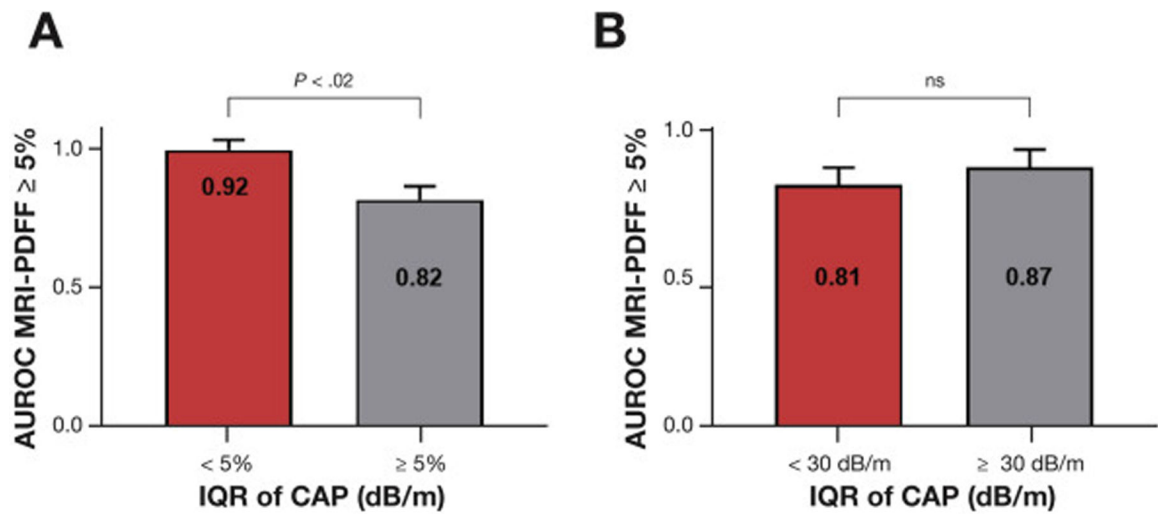 A
P < .02
AUROC MRI-PDFF ≥ 5%
1.0
0.5
0.0
0.92
0.82
< 5%
≥ 5%
IQR of CAP (dB/m)
B
ns
AUROC MRI-PDFF ≥ 5%
1.0
0.5
0.0
0.81
0.87
< 30 dB/m
≥ 30 dB/m
IQR of CAP (dB/m)